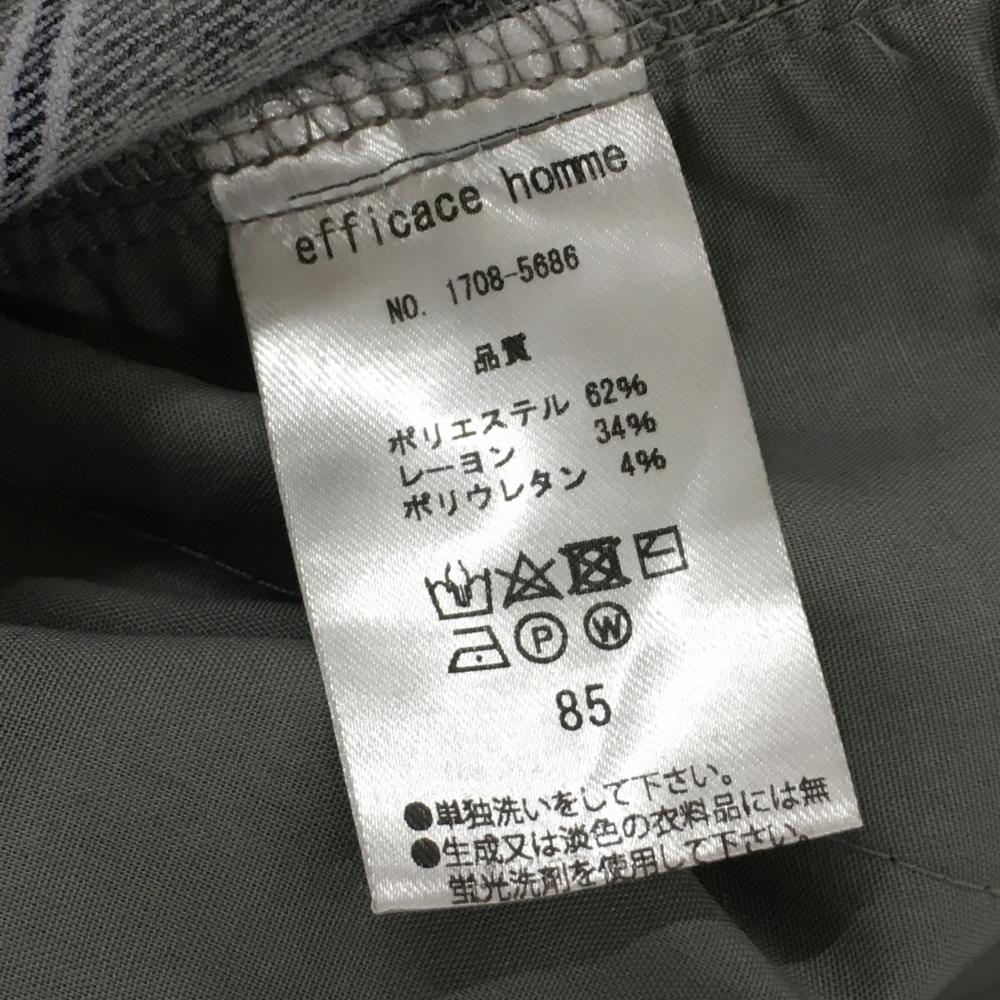 efficace homme
NO. 1708-5686
品質
ポリエステル 62%
レーヨン 34%
ポリウレタン 4%
P W
85
●単独洗いをして下さい。
●生成又は淡色の衣料品には無
蛍光洗剤を使用して下さい。